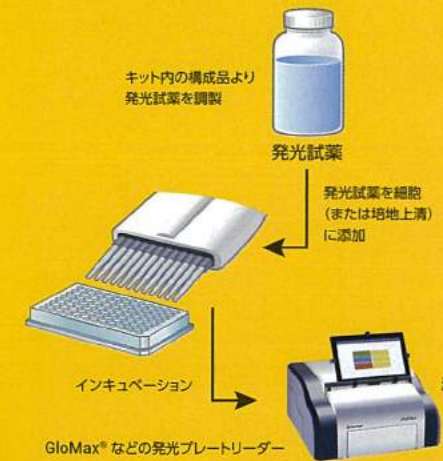 キット内の構成品より
発光試薬を調製
発光試薬
発光試薬を細胞
(または培地上清)
に添加
インキュベーション
GloMax® などの発光プレートリーダー